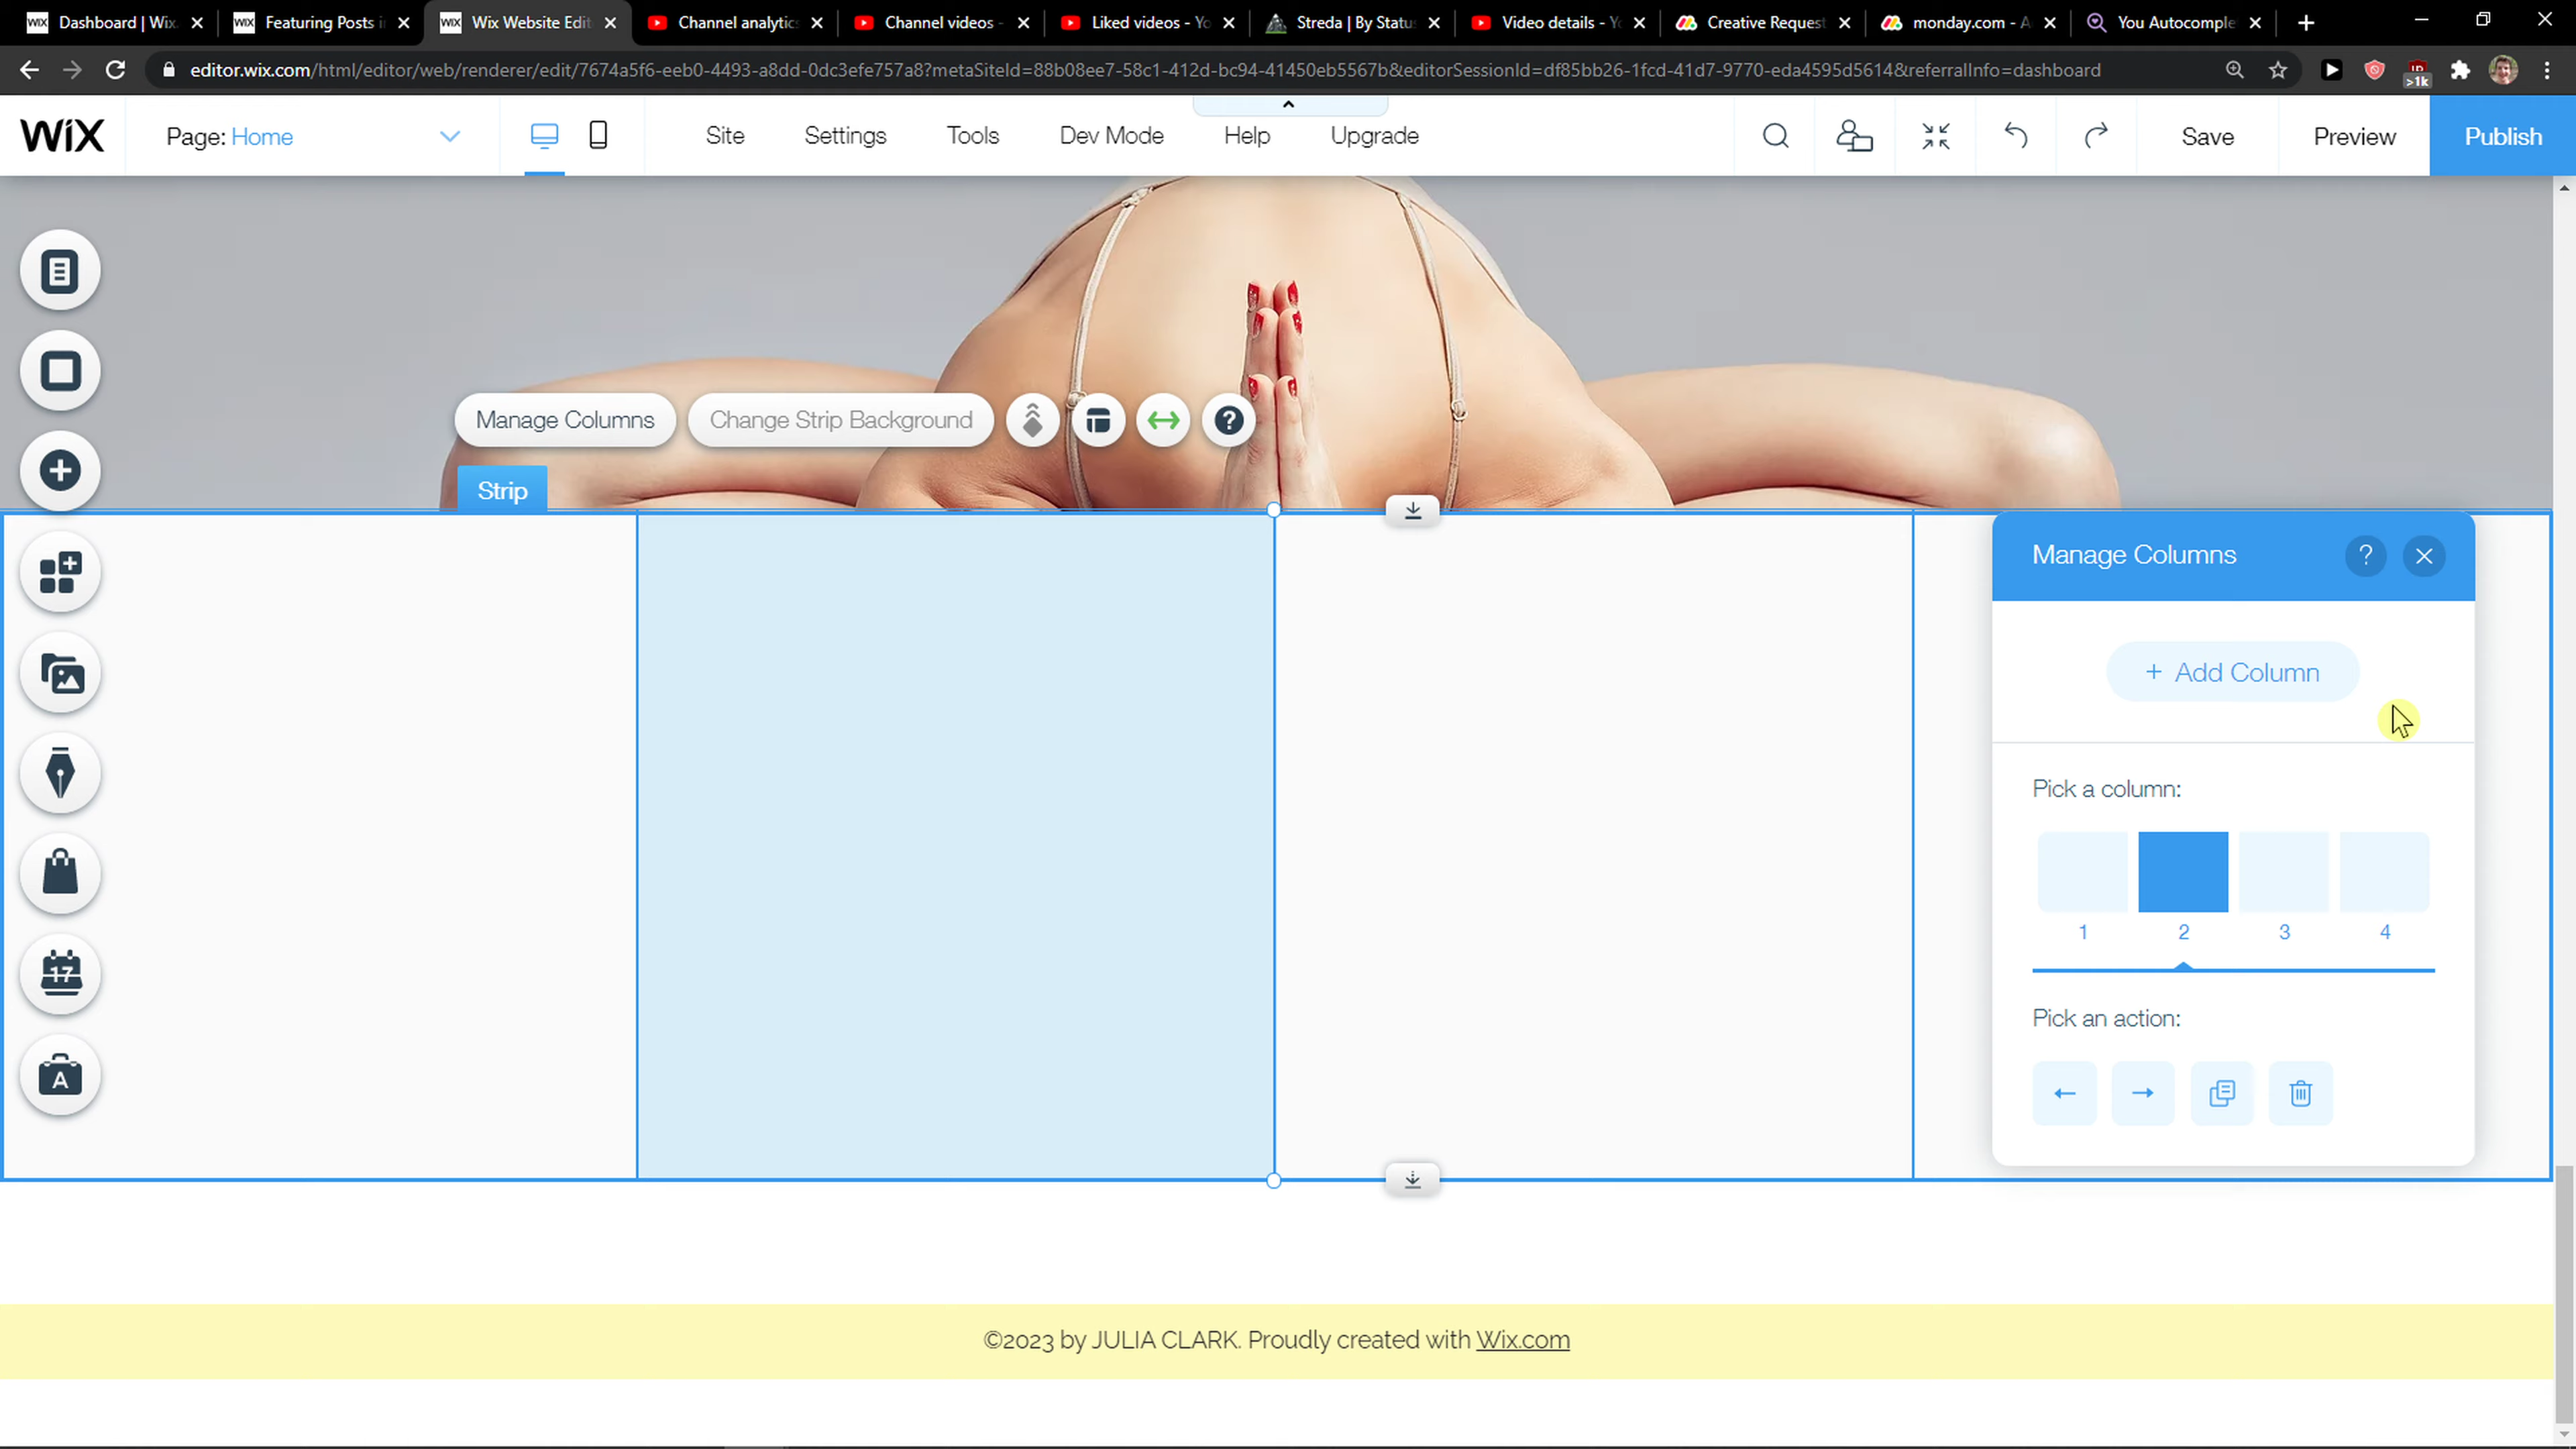 Dashboard | Wix.
Featuring Posts i
Wix Website Edit
Channel analytics
Channel videos -
Liked videos - Yo
Streda | By Statu
Video details - Yo
Creative Request
monday.com - A
You Autocomple
editor.wix.com/html/editor/web/renderer/edit/7674a5f6-eeb0-4493-a8dd-0dc3efe757a8?metaSiteId=88b08ee7-58c1-412d-bc94-41450eb5567b&editorSessionId=df85bb26-1fcd-41d7-9770-eda4595d5614&referralInfo=dashboard
>1k
WiX
Page: Home
Site
Settings
Tools
Dev Mode
Help
Upgrade
Save
Preview
Publish
Manage Columns
Change Strip Background
?
Strip
Manage Columns
?
+ Add Column
Pick a column:
1
2
3
4
Pick an action:
17
A
©2023 by JULIA CLARK. Proudly created with Wix.com